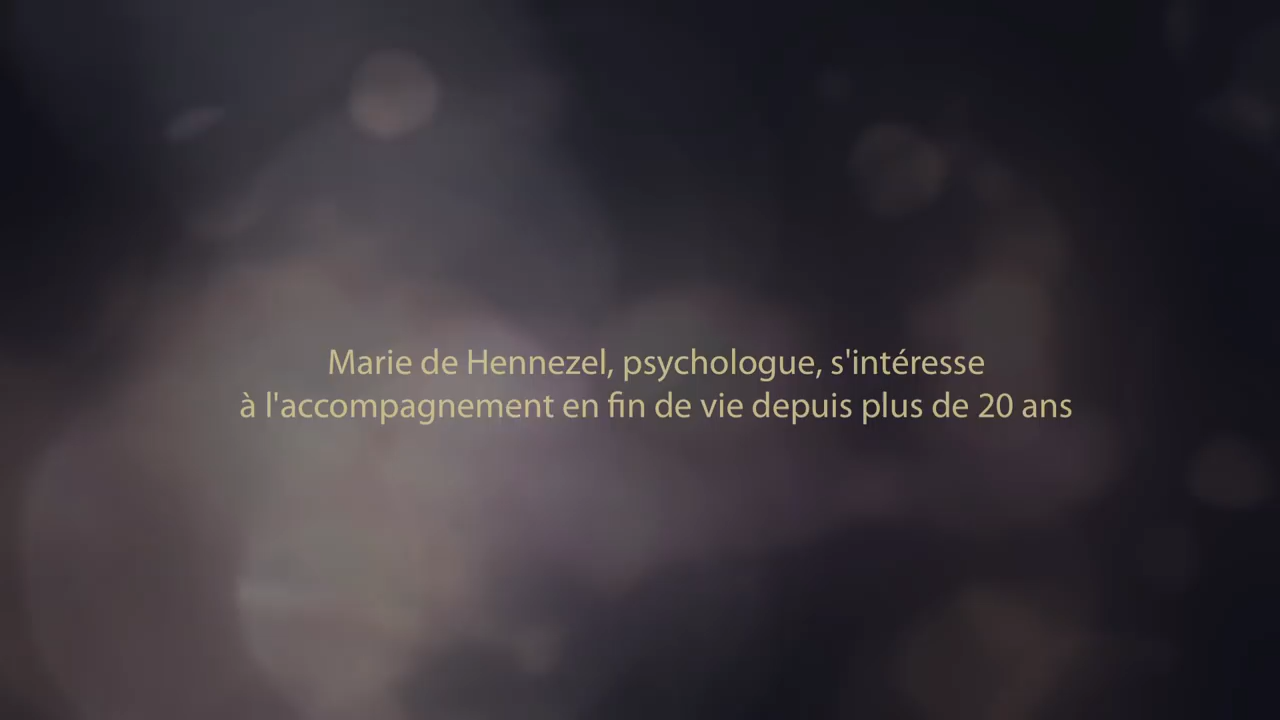 Marie de Hennezel, psychologue, s'intéresse
à l'accompagnement en fin de vie depuis plus de 20 ans